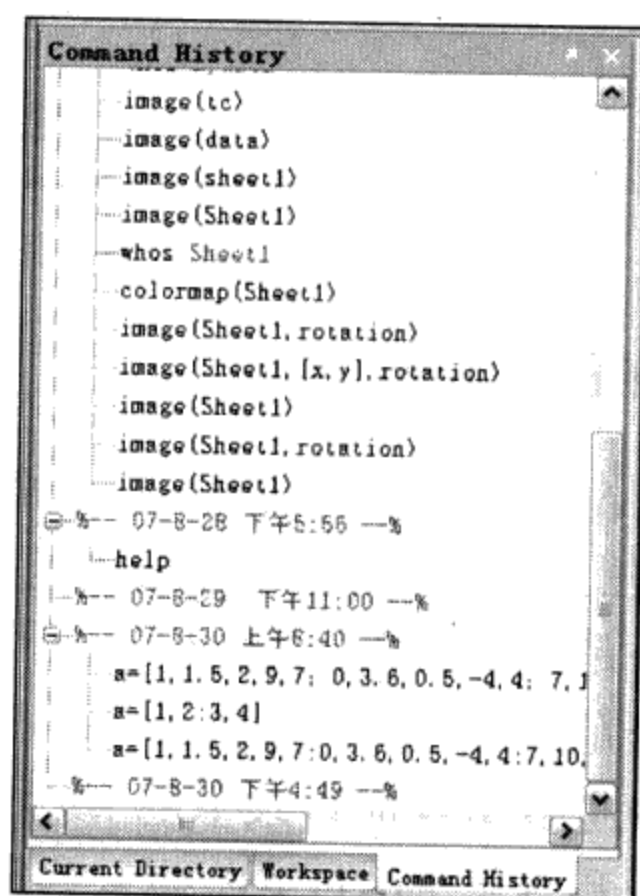 Command History
image(tc)
image(data)
image(sheet1)
image(Sheet1)
whos Sheet1
colormap(Sheet1)
image(Sheet1,rotation)
image(Sheet1,[x,y],rotation)
image(Sheet1)
image(Sheet1,rotation)
image(Sheet1)
%-- 07-8-28 下午5:56 --%
help
%-- 07-8-29 下午11:00 --%
%-- 07-8-30 上午8:40 --%
a=[1,1.5,2,9,7; 0,3.6,0.5,-4,4; 7,1
a=[1,2:3,4]
a=[1,1.5,2,9,7:0,3.6,0.5,-4,4:7,10,
%-- 07-8-30 下午4:49 --%
Current Directory Workspace Command History